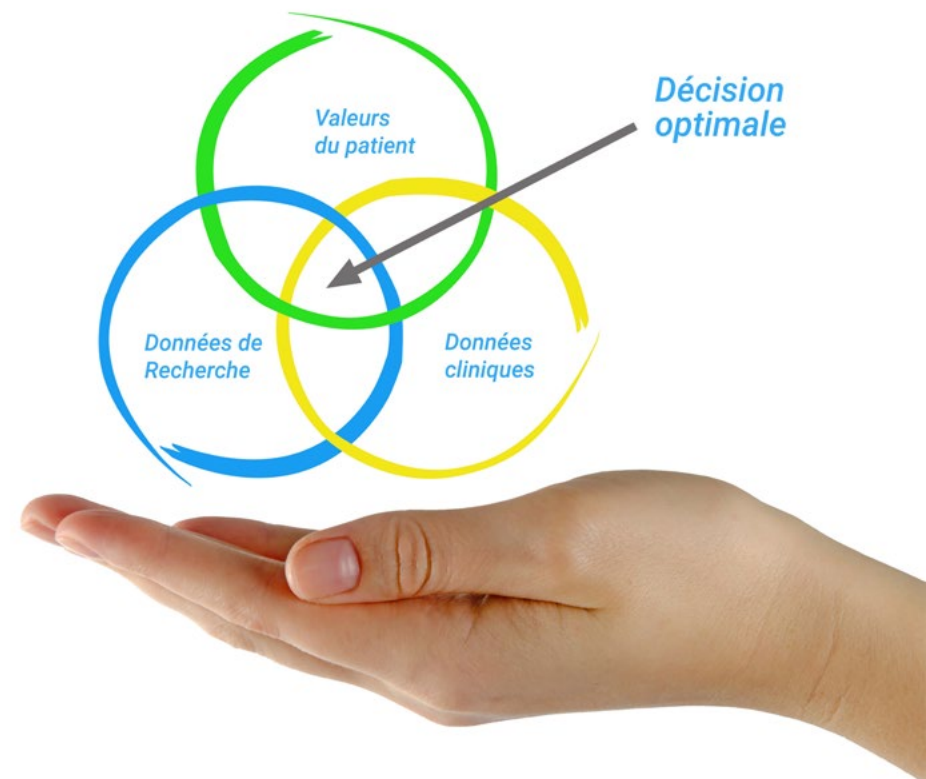 Décision
optimale
Valeurs
du patient
Données de
Recherche
Données
cliniques